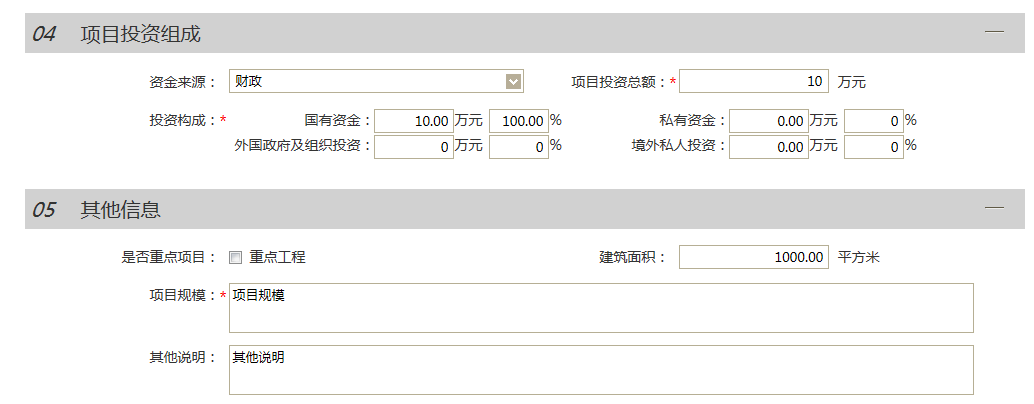 04 项目投资组成
资金来源： 财政 项目投资总额：* 10 万元
投资构成：* 国有资金： 10.00 万元 100.00 % 私有资金： 0.00 万元 0 %
外国政府及组织投资： 0 万元 0 % 境外私人投资： 0.00 万元 0 %
05 其他信息
是否重点项目： 重点工程 建筑面积： 1000.00 平方米
项目规模：* 项目规模
其他说明： 其他说明